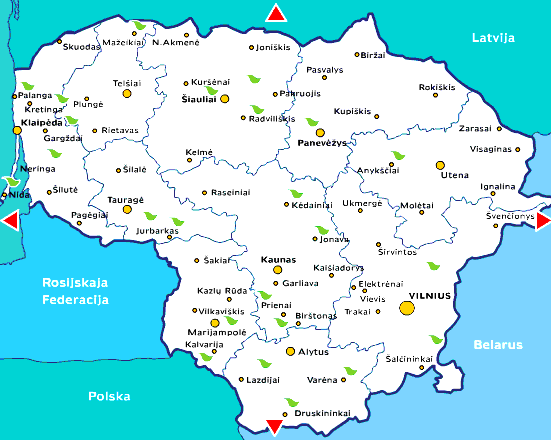 Latvija
Skuodas
Mažeikiai
N.Akmenė
Joniškis
Biržai
Pasvalys
Telšiai
Kuršėnai
Šiauliai
Pakruojis
Rokiškis
Palanga
Kretinga
Plungė
Klaipėda
Gargždai
Rietavas
Radviliškis
Kupiškis
Panevėžys
Zarasai
Visaginas
Kelmė
Neringa
Šilalė
Anykščiai
Utena
Nida
Šilutė
Tauragė
Raseiniai
Kėdainiai
Ukmergė
Molėtai
Ignalina
Pagėgiai
Švenčionys
Jurbarkas
Jonava
Širvintos
Šakiai
Kaunas
Kaišiadorys
Rosijskaja
Federacija
Kazlų Rūda
Garliava
Elektrėnai
Vievis
VILNIUS
Vilkaviškis
Prienai
Birštonas
Trakai
Marijampolė
Kalvarija
Alytus
Belarus
Šalčininkai
Lazdijai
Varėna
Polska
Druskininkai